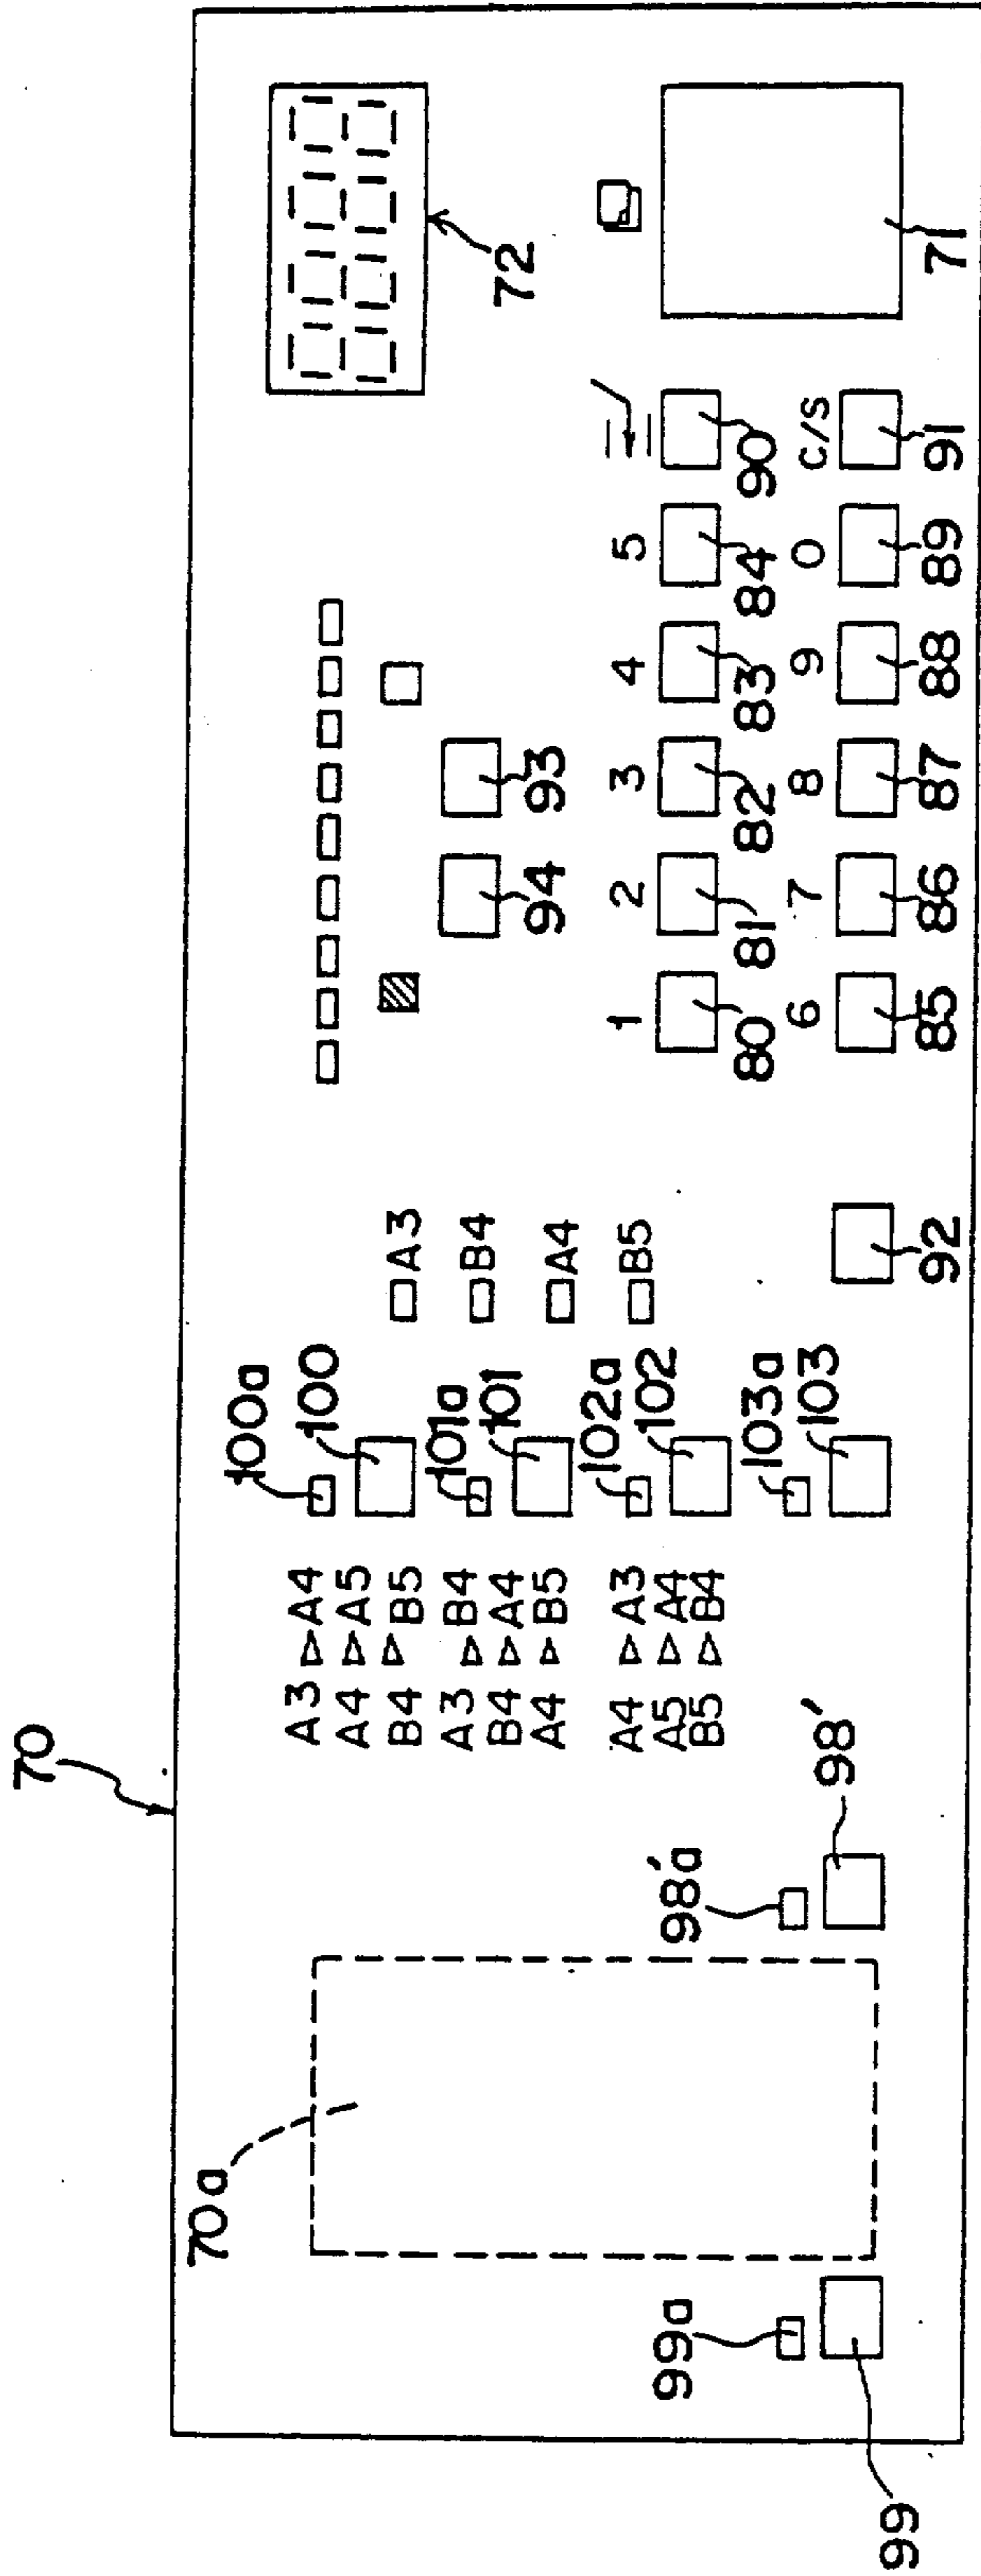 70
70a
99a
99
98'a
98'
A3 ▷ A4
A4 ▷ A5
B4 ▷ B5
A3 ▷ B4
B4 ▷ A4
A4 ▷ B5
A4 ▷ A3
A5 ▷ A4
B5 ▷ B4
100a
100
101a
101
102a
102
103a
103
A3
B4
A4
B5
92
94
93
72
1 2 3 4 5
80 81 82 83 84 90
6 7 8 9 0 C/S
85 86 87 88 89 91
71